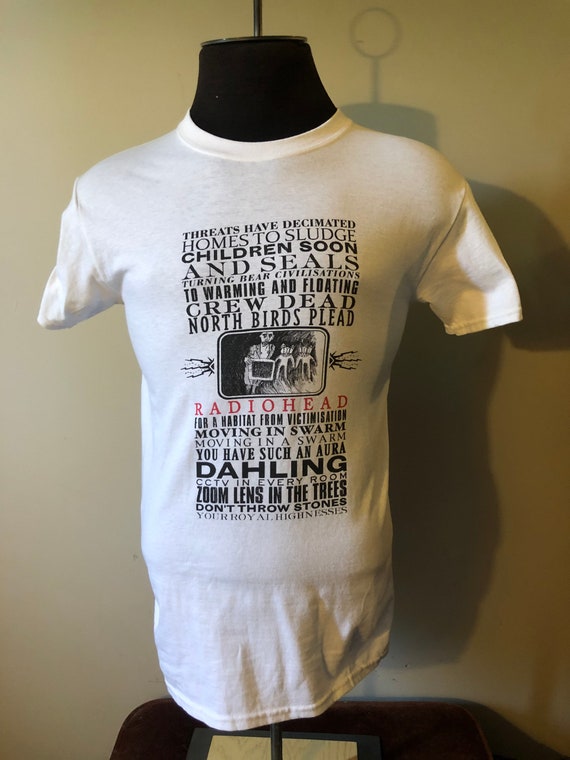 THREATS HAVE DECIMATED
HOMES TO SLUDGE
CHILDREN SOON
AND SEALS
TURNING BEAR CIVILISATIONS
TO WARMING AND FLOATING
CREW DEAD
NORTH BIRDS PLEAD
RADIOHEAD
FOR A HABITAT FROM VICTIMISATION
MOVING IN SWARM
MOVING IN A SWARM
YOU HAVE SUCH AN AURA
DAHLING
CCTV IN EVERY ROOM
ZOOM LENS IN THE TREES
DON'T THROW STONES
YOUR ROYAL HIGHNESSES